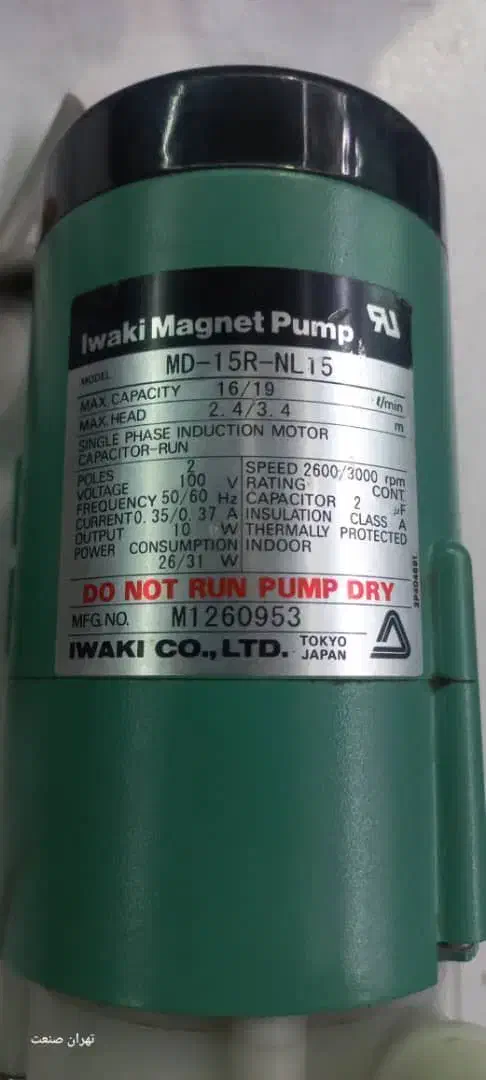 Iwaki Magnet Pump
MODEL MD-15R-NL15
MAX. CAPACITY 16/19 ℓ/min
MAX. HEAD 2.4/3.4 m
SINGLE PHASE INDUCTION MOTOR
CAPACITOR-RUN
POLES 2 SPEED 2600/3000 rpm
VOLTAGE 100 V RATING CONT.
FREQUENCY 50/60 Hz CAPACITOR 2 μF
CURRENT 0.35/0.37 A INSULATION CLASS A
OUTPUT 10 W THERMALLY PROTECTED
POWER CONSUMPTION INDOOR
26/31 W
DO NOT RUN PUMP DRY
MFG.NO. M1260953
IWAKI CO., LTD. TOKYO JAPAN
تهران صنعت